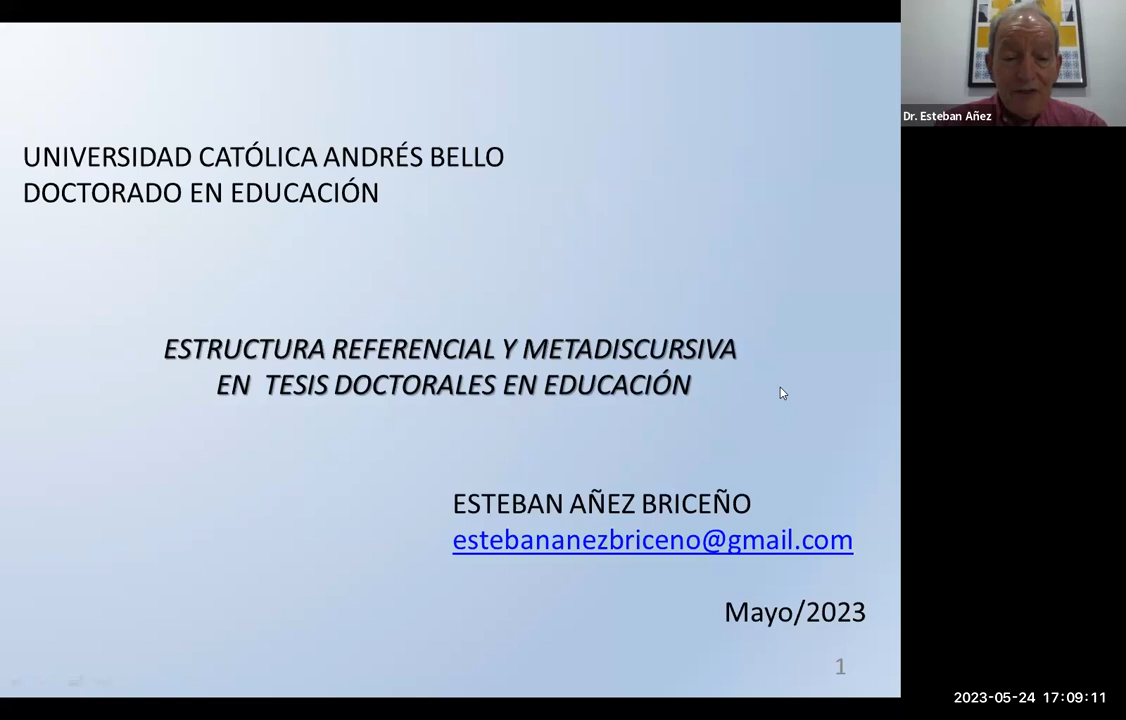 UNIVERSIDAD CATÓLICA ANDRÉS BELLO
DOCTORADO EN EDUCACIÓN
ESTRUCTURA REFERENCIAL Y METADISCURSIVA
EN TESIS DOCTORALES EN EDUCACIÓN
ESTEBAN AÑEZ BRICEÑO
estebananezbriceno@gmail.com
Mayo/2023
1
Dr. Esteban Añez
2023-05-24 17:09:11